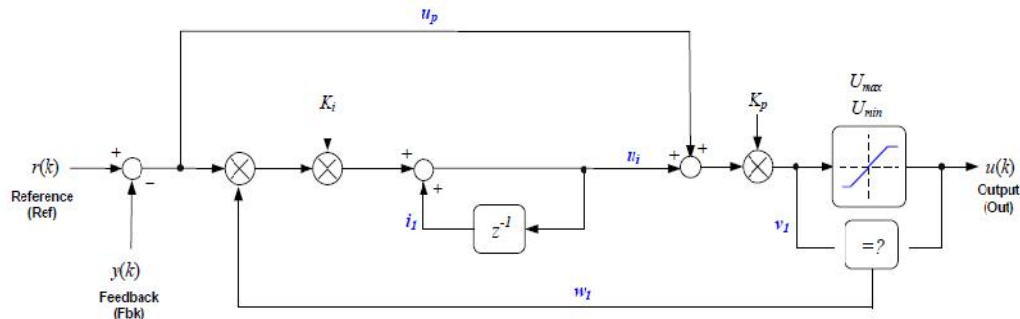 u_p
U_max
U_min
K_i
K_p
r(k)
+
−
Reference
(Ref)
+
+
v_i
+
+
u(k)
Output
(Out)
i_1
z^-1
v_1
=?
y(k)
Feedback
(Fbk)
w_1